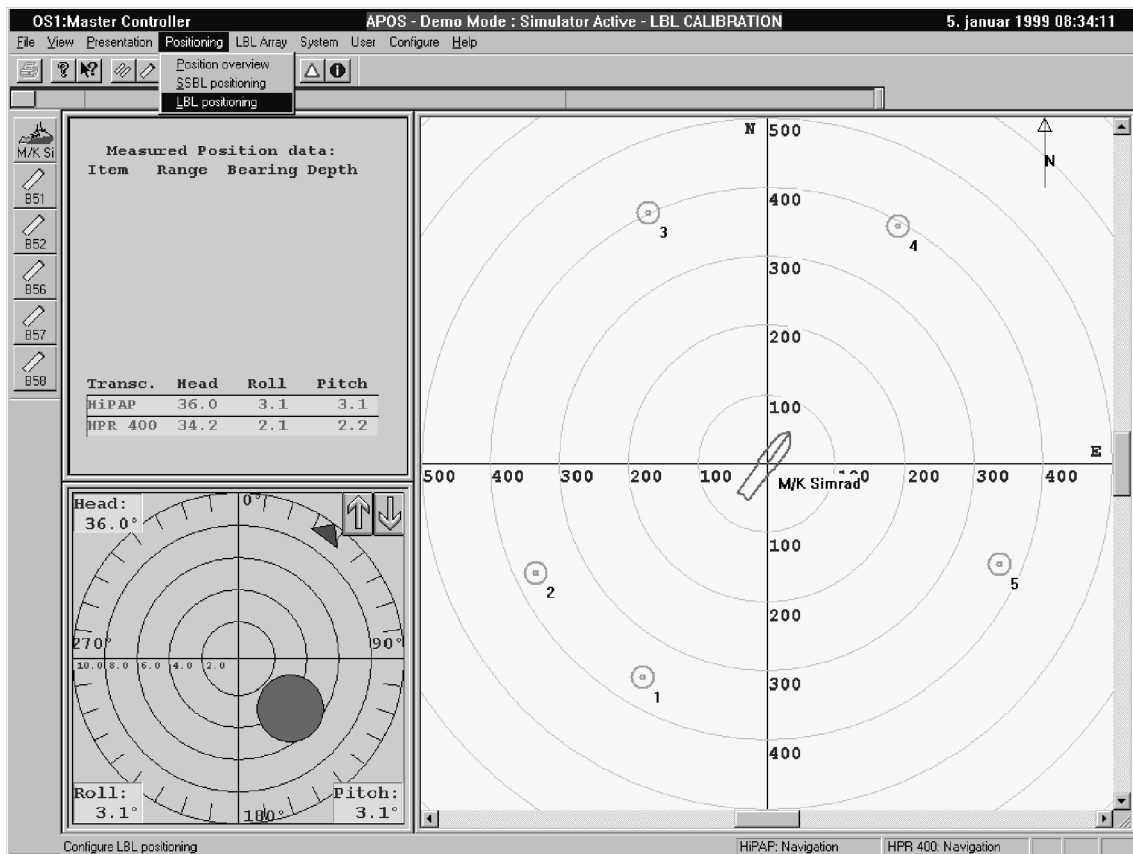 OS1:Master Controller APOS - Demo Mode : Simulator Active - LBL CALIBRATION 5. januar 1999 08:34:11
File View Presentation Positioning LBL Array System User Configure Help
Position overview
SSBL positioning
LBL positioning
M/K Si
B51
B52
B56
B57
B58
Measured Position data:
Item Range Bearing Depth
Transc. Head Roll Pitch
HiPAP 36.0 3.1 3.1
HPR 400 34.2 2.1 2.2
Head:
36.0°
0°
270°
90°
10.0 8.0 6.0 4.0 2.0
Roll:
3.1°
180°
Pitch:
3.1°
N 500
N
400
3
4
300
200
100
E
500 400 300 200 100 200 300 400
M/K Simrad
100
2
5
200
300
1
400
Configure LBL positioning HiPAP: Navigation HPR 400: Navigation